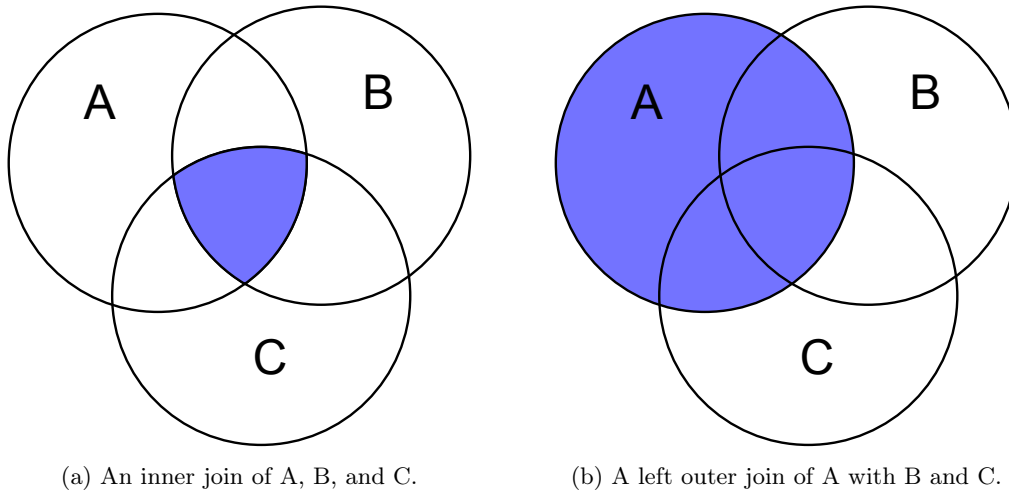 A
B
C
A
B
C
(a) An inner join of A, B, and C.
(b) A left outer join of A with B and C.